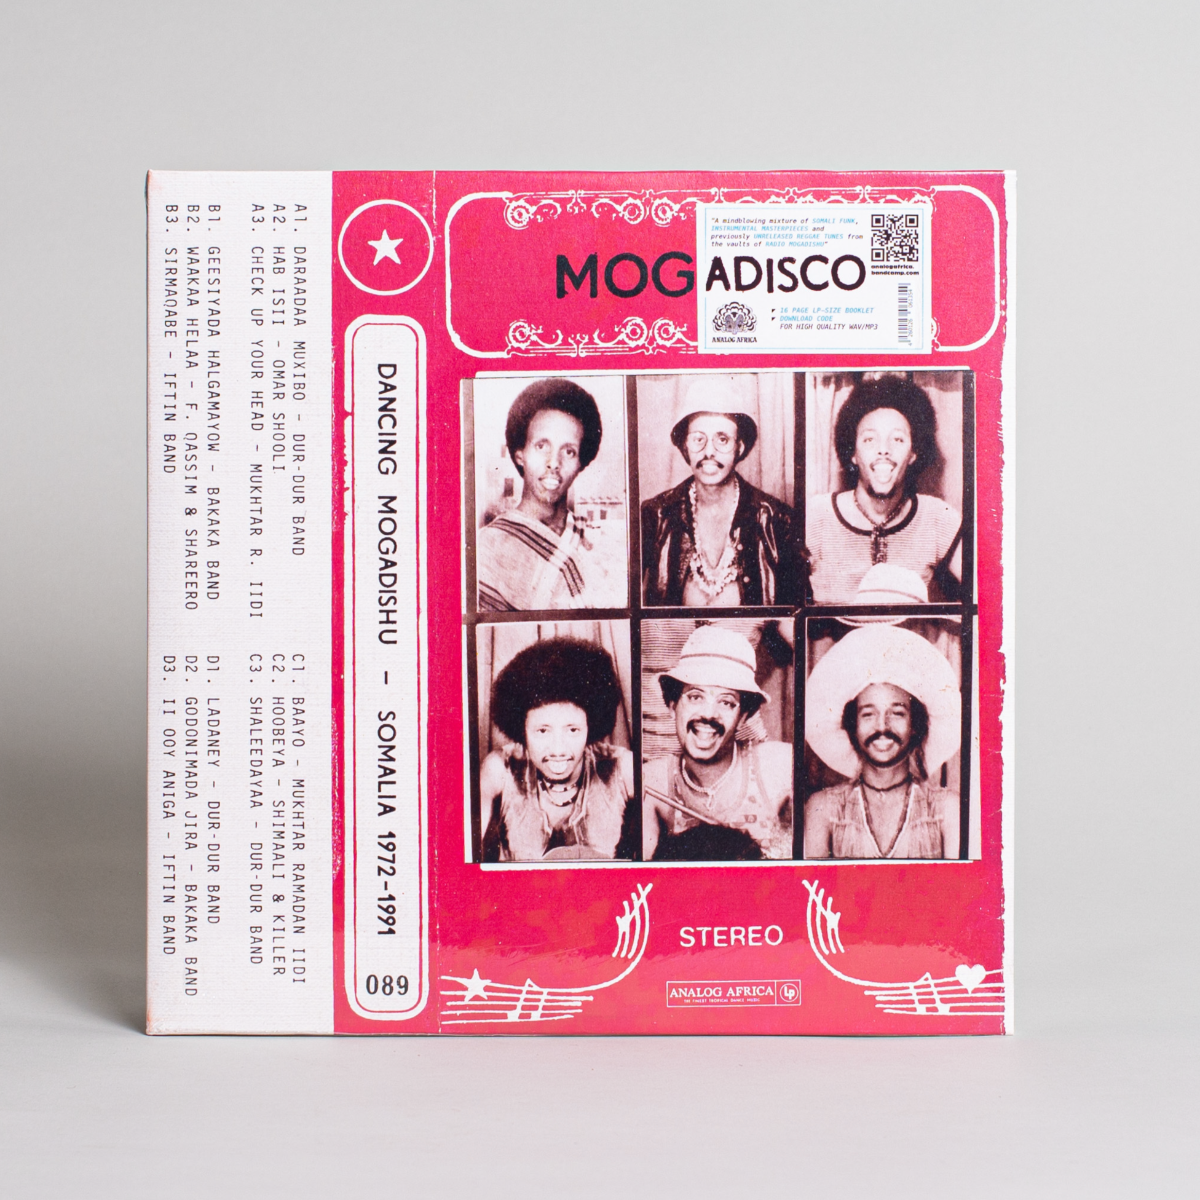 A1. DARAADAA MUXIBO - DUR-DUR BAND
A2. HAB ISII - OMAR SHOOLI
A3. CHECK UP YOUR HEAD - MUKHTAR R. IIDI
B1. GEESIYADA HALGAMAYOW - BAKAKA BAND
B2. WAAKAA HELAA - F. QASSIM & SHAREERO
B3. SIRMAQABE - IFTIN BAND
C1. BAAYO - MUKHTAR RAMADAN IIDI
C2. HOOBEYA - SHIMAALI & KILLER
C3. SHALEEDAYAA - DUR-DUR BAND
D1. LADANEY - DUR-DUR BAND
D2. GODONIMADA JIRA - BAKAKA BAND
D3. II OOY ANIGA - IFTIN BAND
DANCING MOGADISHU - SOMALIA 1972-1991
089
MOGADISCO
"A mindblowing mixture of SOMALI FUNK,
INSTRUMENTAL MASTERPIECES and
previously UNRELEASED REGGAE TUNES from
the vaults of RADIO MOGADISHU"
analogafrica.
bandcamp.com
16 PAGE LP-SIZE BOOKLET
DOWNLOAD CODE
FOR HIGH QUALITY WAV/MP3
ANALOG AFRICA
STEREO
ANALOG AFRICA
THE FINEST TROPICAL DANCE MUSIC
LP